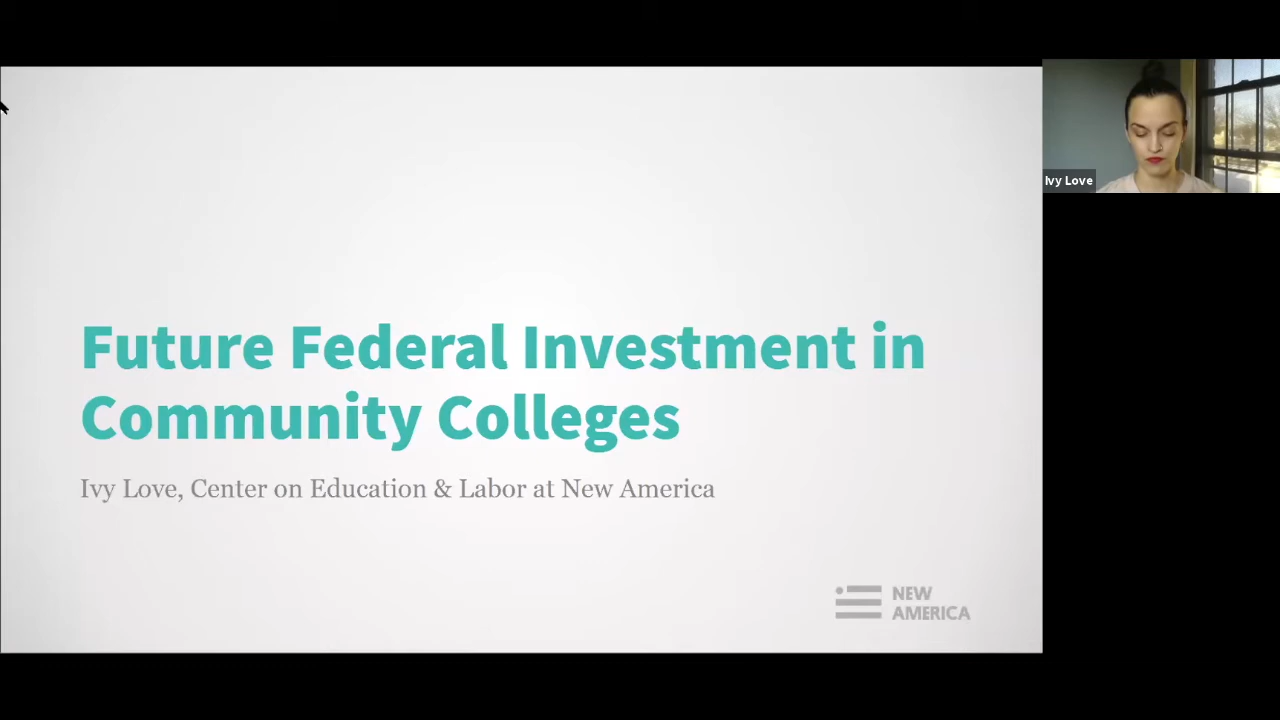 Future Federal Investment in
Community Colleges
Ivy Love, Center on Education & Labor at New America
NEW
AMERICA
Ivy Love